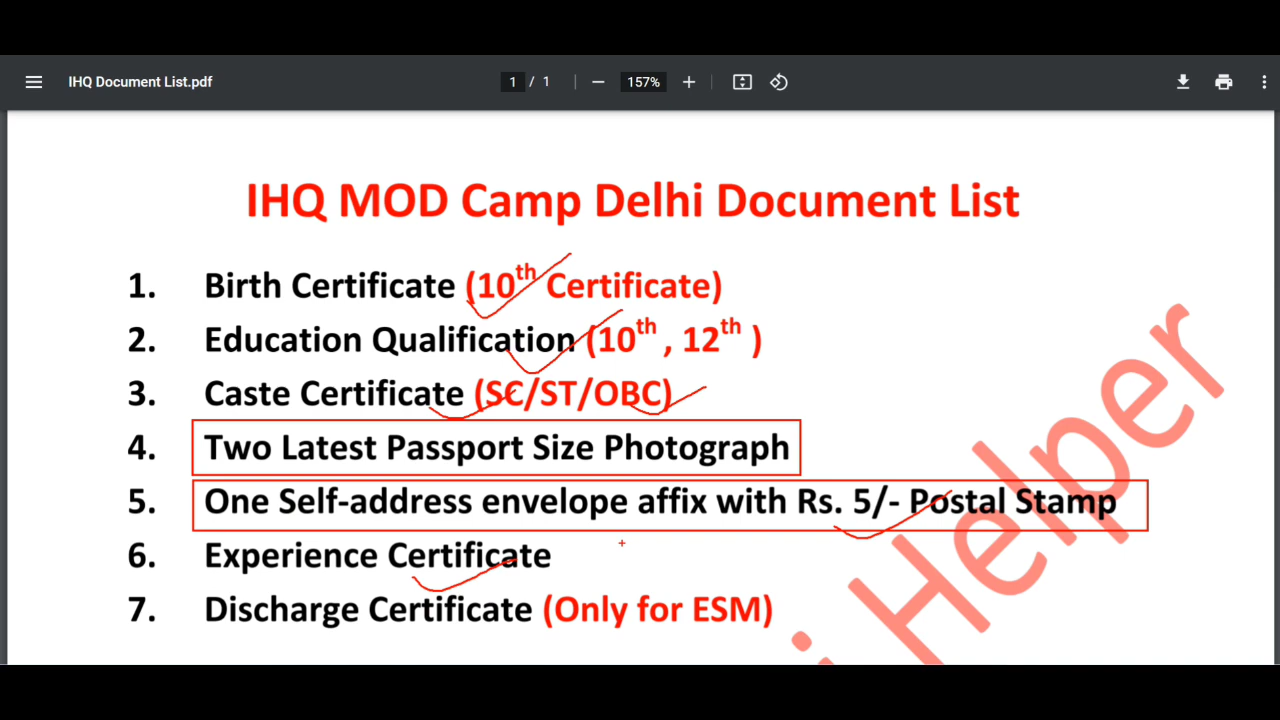 IHQ Document List.pdf
1 / 1
157%
IHQ MOD Camp Delhi Document List
1. Birth Certificate (10th Certificate)
2. Education Qualification (10th , 12th )
3. Caste Certificate (SC/ST/OBC)
4. Two Latest Passport Size Photograph
5. One Self-address envelope affix with Rs. 5/- Postal Stamp
6. Experience Certificate
7. Discharge Certificate (Only for ESM)
Helper